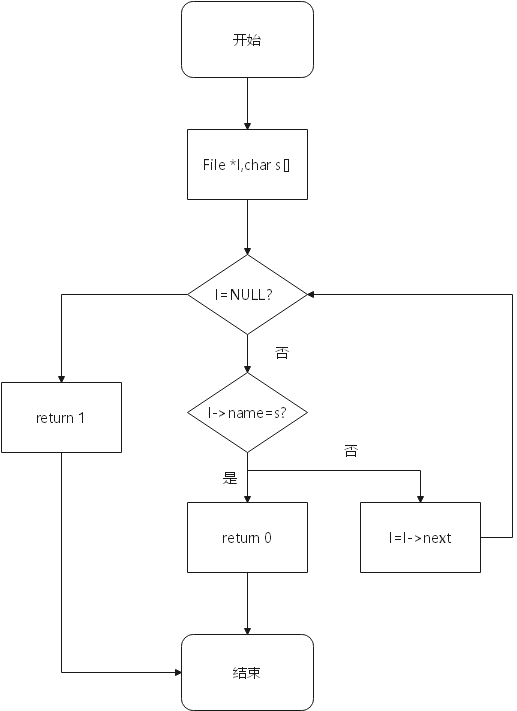 开始
File *l,char s[]
l=NULL?
否
l->name=s?
return 1
否
是
return 0
l=l->next
结束